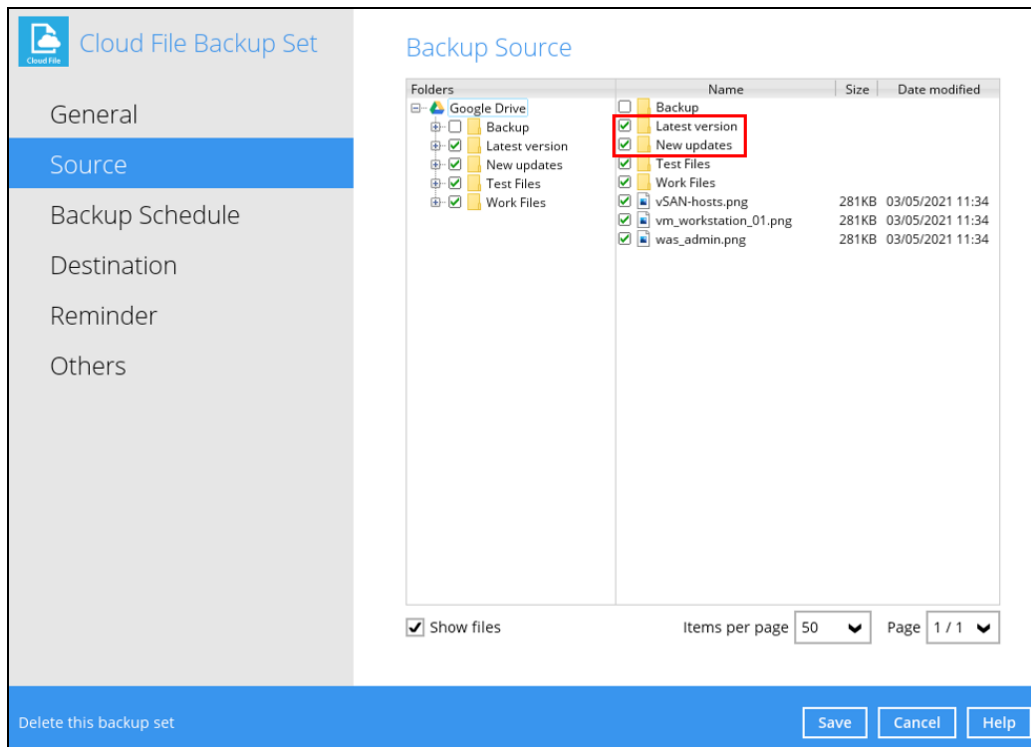 Cloud File
Cloud File Backup Set
General
Source
Backup Schedule
Destination
Reminder
Others
Backup Source
Folders
Google Drive
Backup
Latest version
New updates
Test Files
Work Files
Name Size Date modified
Backup
Latest version
New updates
Test Files
Work Files
vSAN-hosts.png 281KB 03/05/2021 11:34
vm_workstation_01.png 281KB 03/05/2021 11:34
was_admin.png 281KB 03/05/2021 11:34
Show files
Items per page 50 Page 1 / 1
Delete this backup set
Save Cancel Help